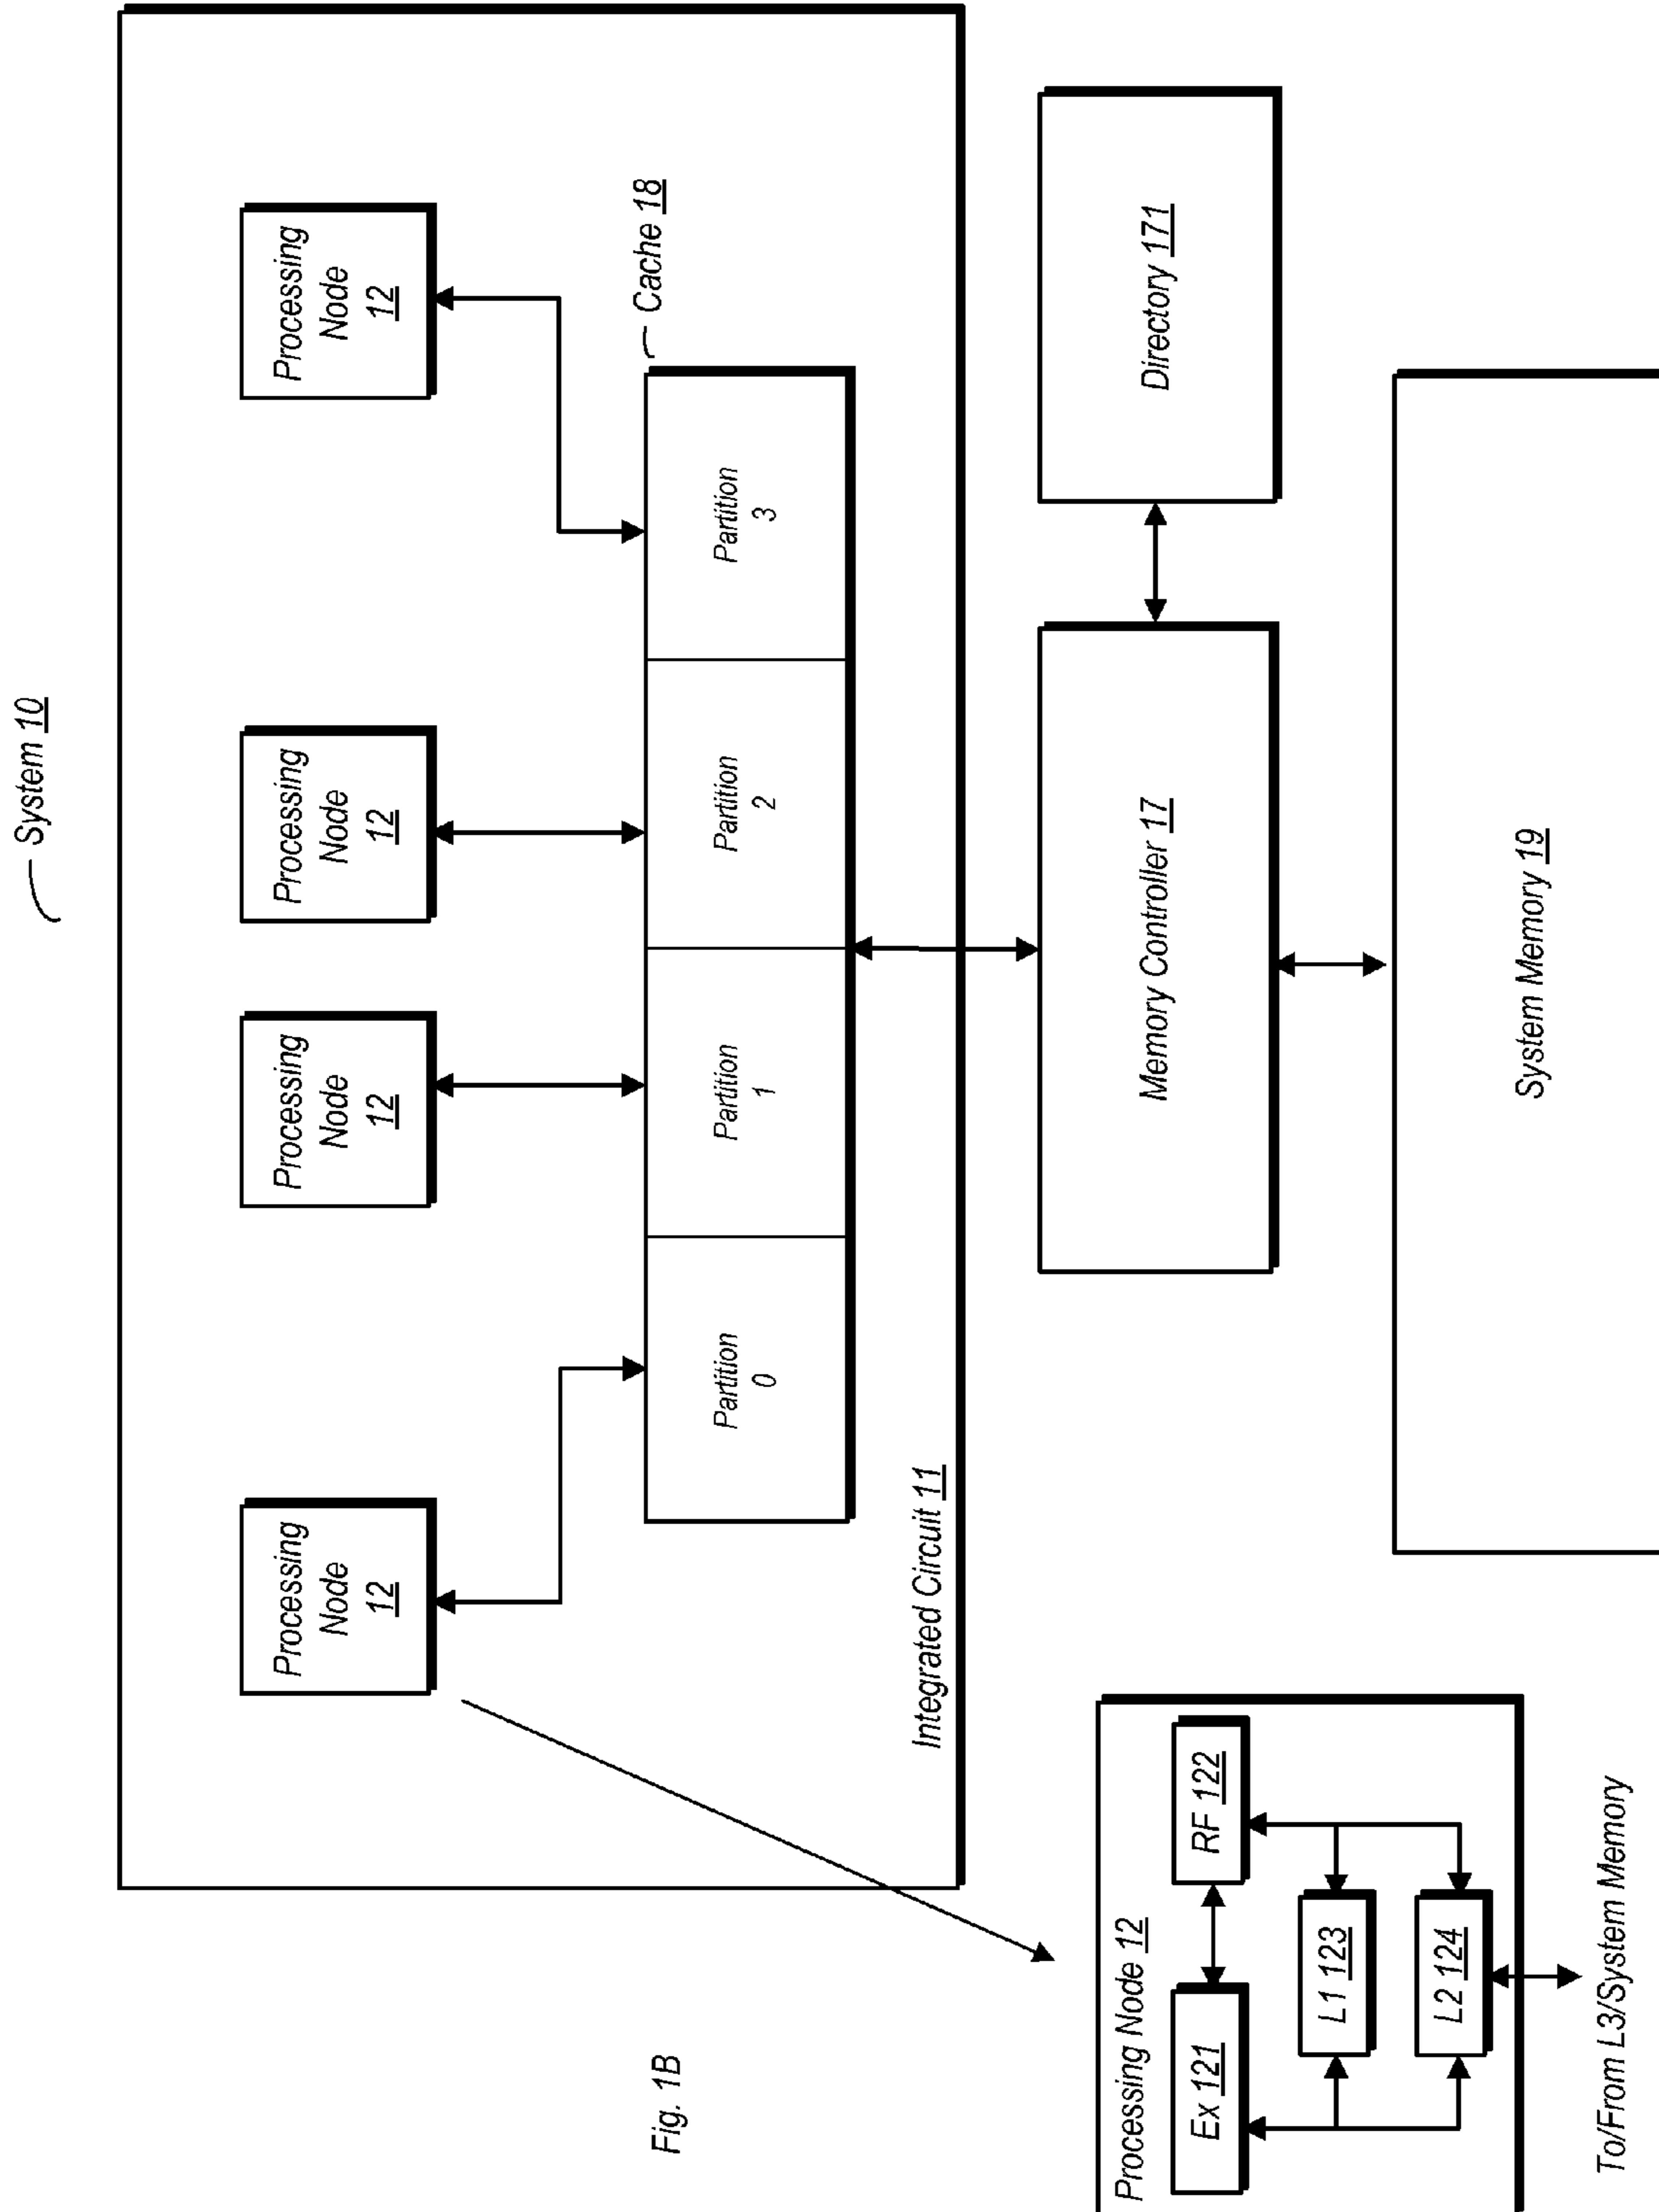 System 10
Processing
Node
12
Processing
Node
12
Processing
Node
12
Processing
Node
12
Cache 18
Partition
0
Partition
1
Partition
2
Partition
3
Integrated Circuit 11
Memory Controller 17
Directory 171
System Memory 19
Fig. 1B
Processing Node 12
Ex 121
RF 122
L1 123
L2 124
To/From L3/System Memory